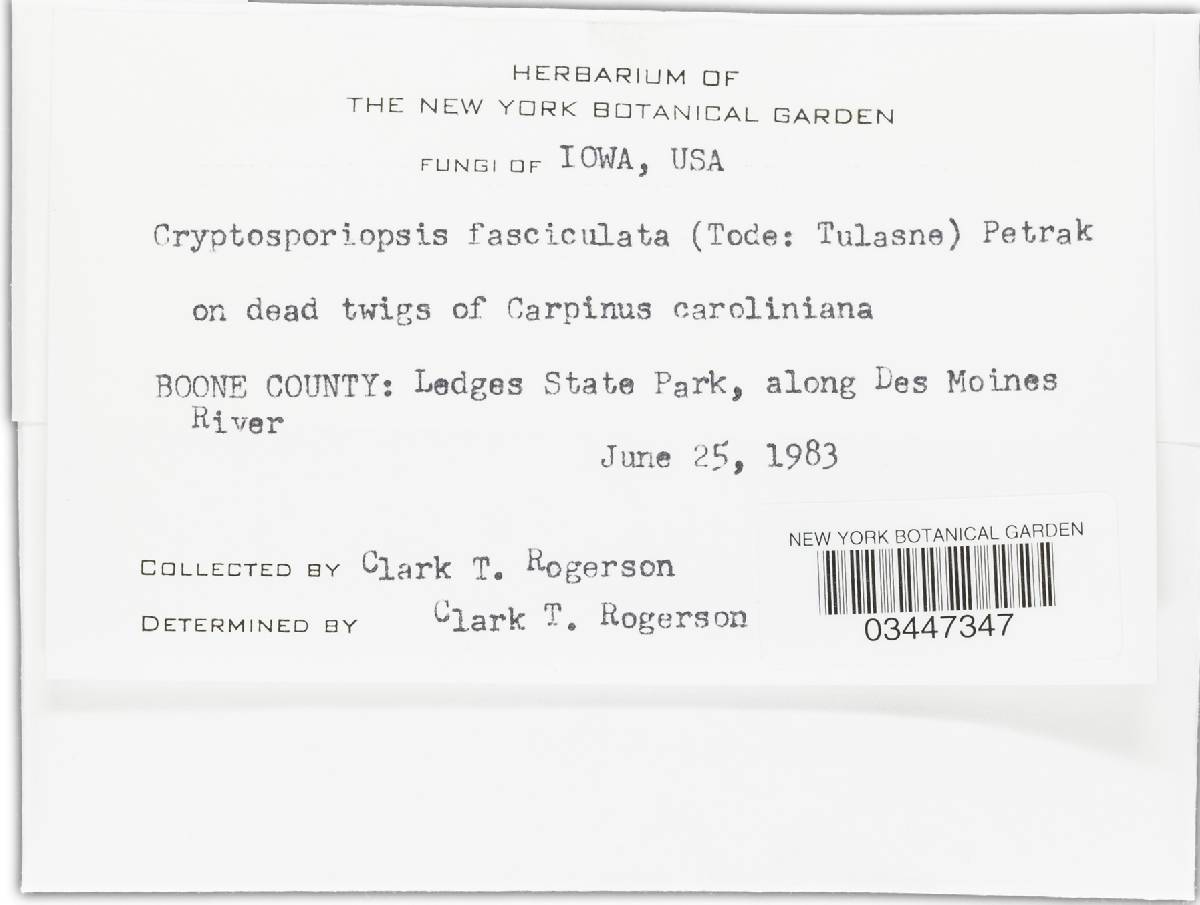 HERBARIUM OF
THE NEW YORK BOTANICAL GARDEN
FUNGI OF IOWA, USA
Cryptosporiopsis fasciculata (Tode: Tulasne) Petrak
on dead twigs of Carpinus caroliniana
BOONE COUNTY: Ledges State Park, along Des Moines
River
June 25, 1983
COLLECTED BY Clark T. Rogerson
DETERMINED BY Clark T. Rogerson
NEW YORK BOTANICAL GARDEN
03447347